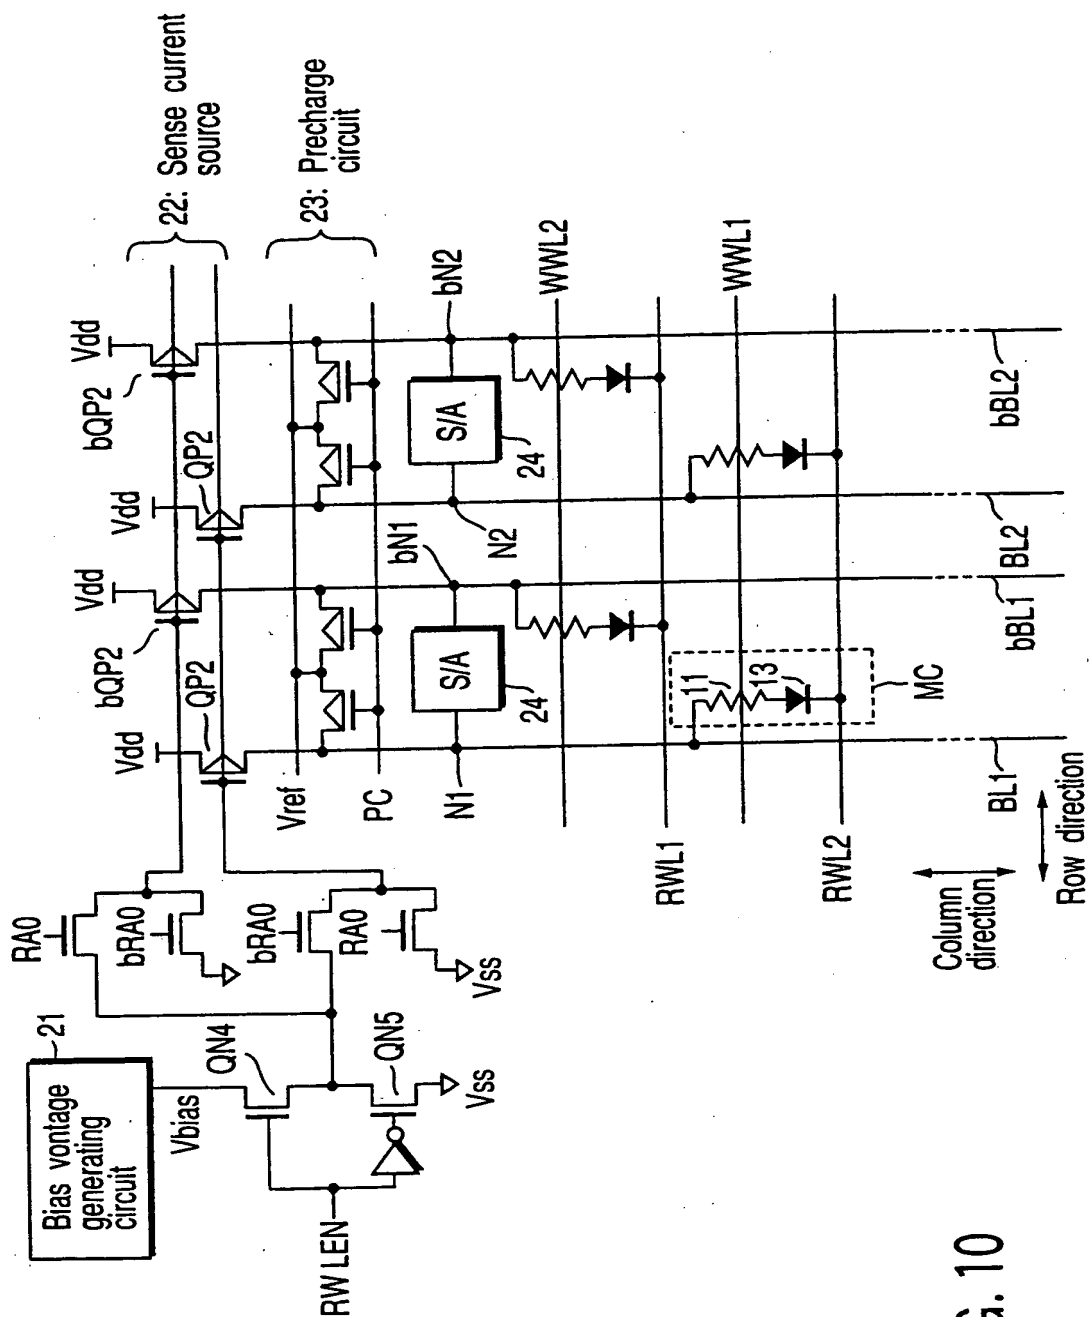 Bias vontage
generating
circuit
21
Vbias
QN4
QN5
Vss
RWLEN
RA0
bRA0
bRA0
RA0
Vss
Vdd
QP2
Vdd
bQP2
Vdd
QP2
Vdd
bQP2
22: Sense current
source
23: Precharge
circuit
Vref
PC
N1
S/A
24
bN1
N2
S/A
24
bN2
WWL2
RWL1
WWL1
RWL2
11
13
MC
BL1
bBL1
BL2
bBL2
Column
direction
Row direction
G. 10